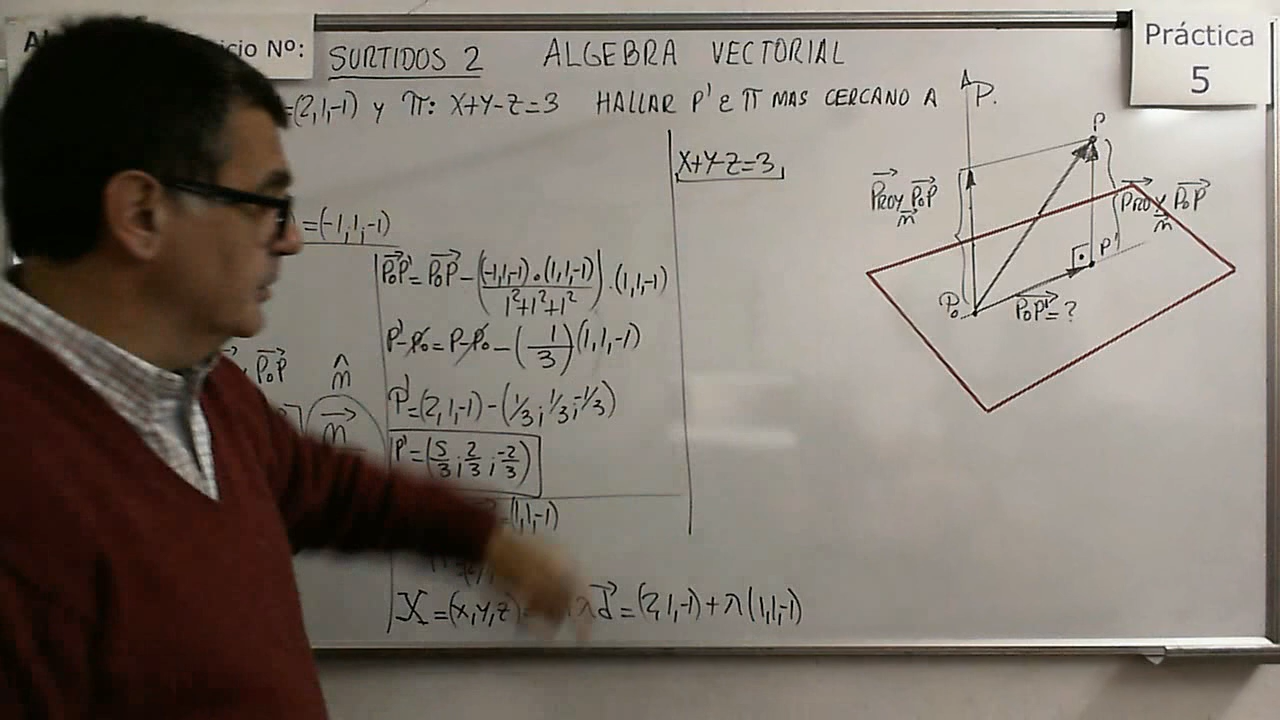 icio Nº:
SURTIDOS 2 ALGEBRA VECTORIAL
Práctica
5
=(2,1,-1) y π: X+Y-Z=3 HALLAR P' ε π MAS CERCANO A P.
=(-1,1,-1)
P₀P' = P₀P - ((-1,1,-1)•(1,1,-1) / 1²+1²+1²)·(1,1,-1)
P'-P₀=P-P₀-(1/3)(1,1,-1)
P'=(2,1,-1)-(1/3;1/3;-1/3)
P'=(5/3;2/3;-2/3)
P₀P n
n
=(1,1,-1)
X=(x,y,z)= λd=(2,1,-1)+λ(1,1,-1)
X+Y-Z=3
P
PROY P₀P
n
PROY P₀P
n
P'
P₀
P₀P'=?